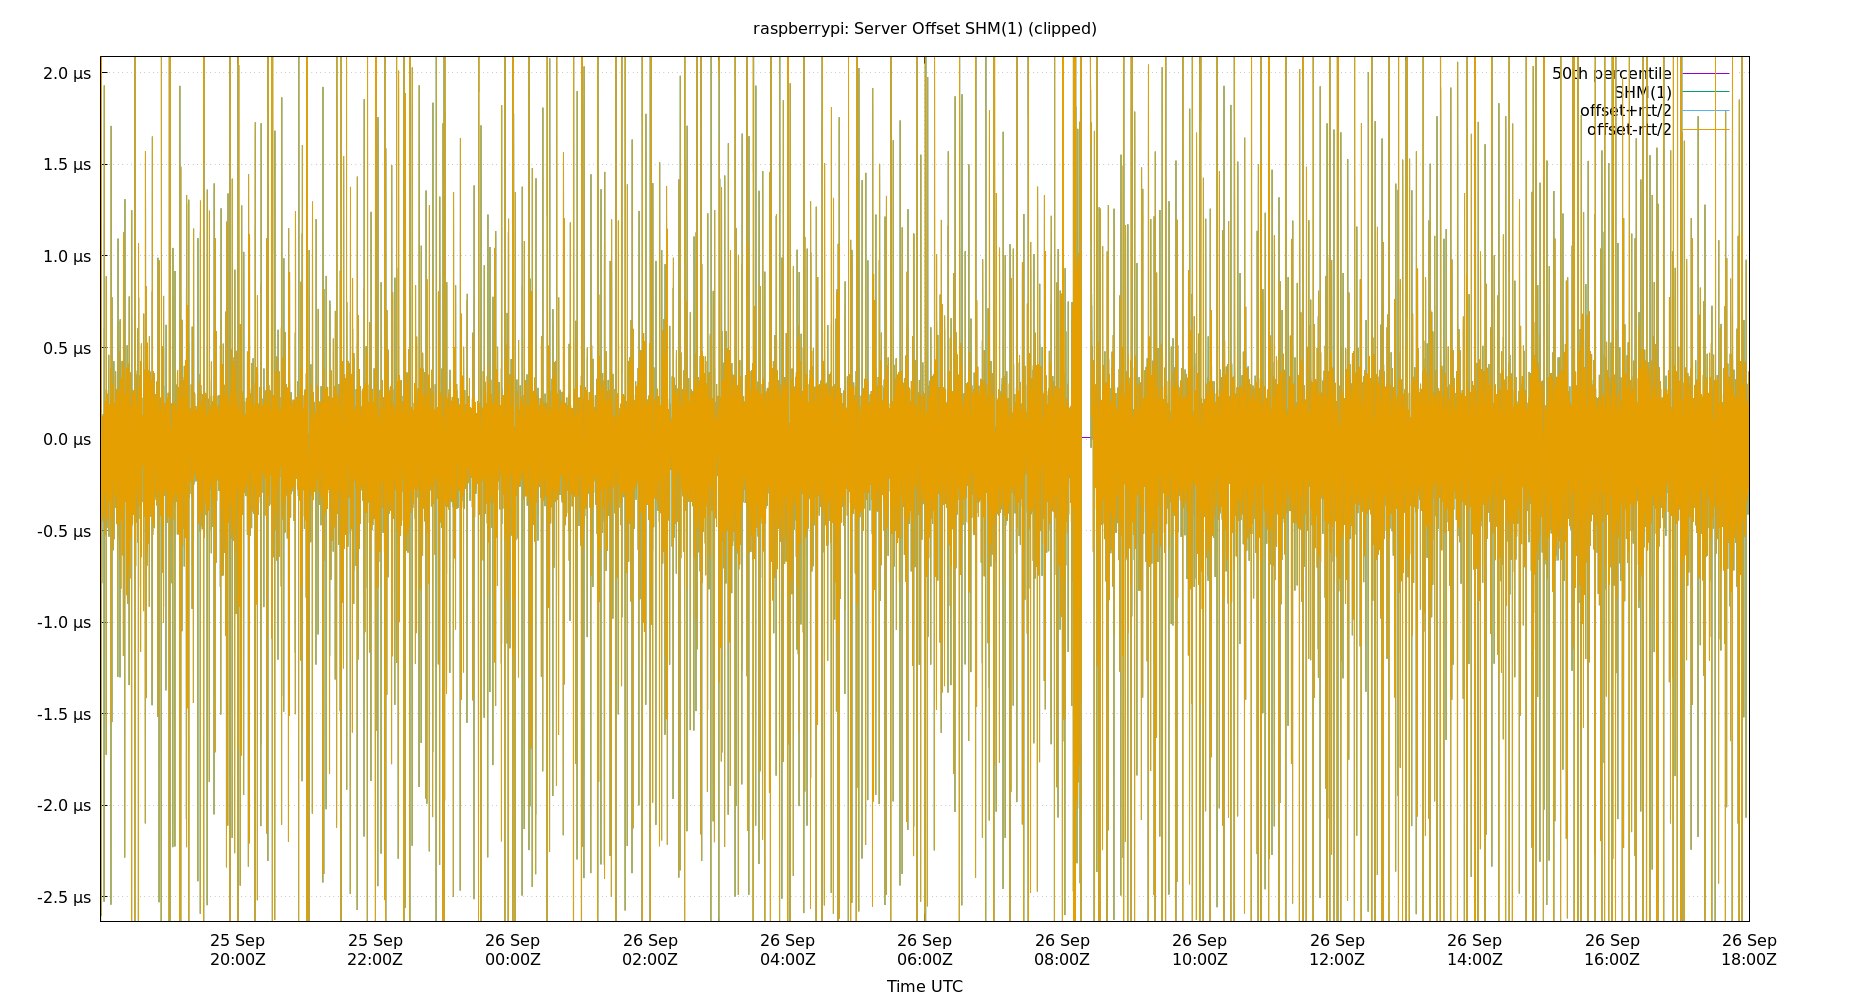 raspberrypi: Server Offset SHM(1) (clipped)
2.0 µs
1.5 µs
1.0 µs
0.5 µs
0.0 µs
-0.5 µs
-1.0 µs
-1.5 µs
-2.0 µs
-2.5 µs
50th percentile
SHM(1)
offset+rtt/2
offset-rtt/2
25 Sep 25 Sep 26 Sep 26 Sep 26 Sep 26 Sep 26 Sep 26 Sep 26 Sep 26 Sep 26 Sep 26 Sep
20:00Z 22:00Z 00:00Z 02:00Z 04:00Z 06:00Z 08:00Z 10:00Z 12:00Z 14:00Z 16:00Z 18:00Z
Time UTC